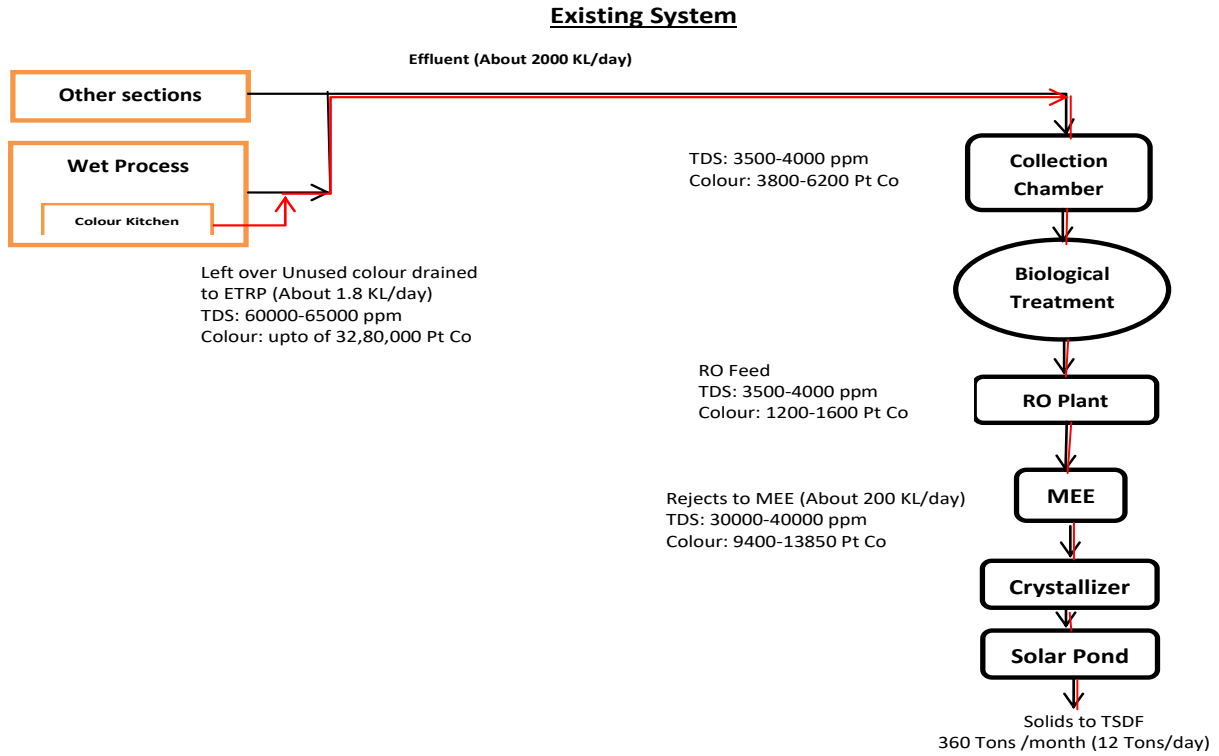 Existing System
Effluent (About 2000 KL/day)
Other sections
Wet Process
Colour Kitchen
Left over Unused colour drained
to ETRP (About 1.8 KL/day)
TDS: 60000-65000 ppm
Colour: upto of 32,80,000 Pt Co
TDS: 3500-4000 ppm
Colour: 3800-6200 Pt Co
Collection
Chamber
Biological
Treatment
RO Feed
TDS: 3500-4000 ppm
Colour: 1200-1600 Pt Co
RO Plant
Rejects to MEE (About 200 KL/day)
TDS: 30000-40000 ppm
Colour: 9400-13850 Pt Co
MEE
Crystallizer
Solar Pond
Solids to TSDF
360 Tons /month (12 Tons/day)